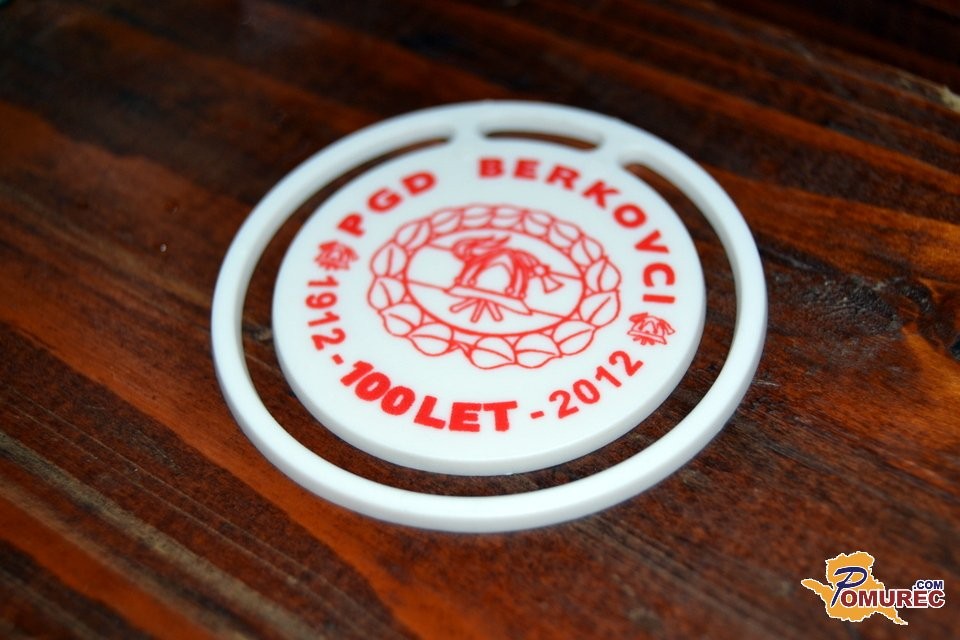 PGD BERKOVCI
1912 - 100 LET - 2012
POMUREC.COM